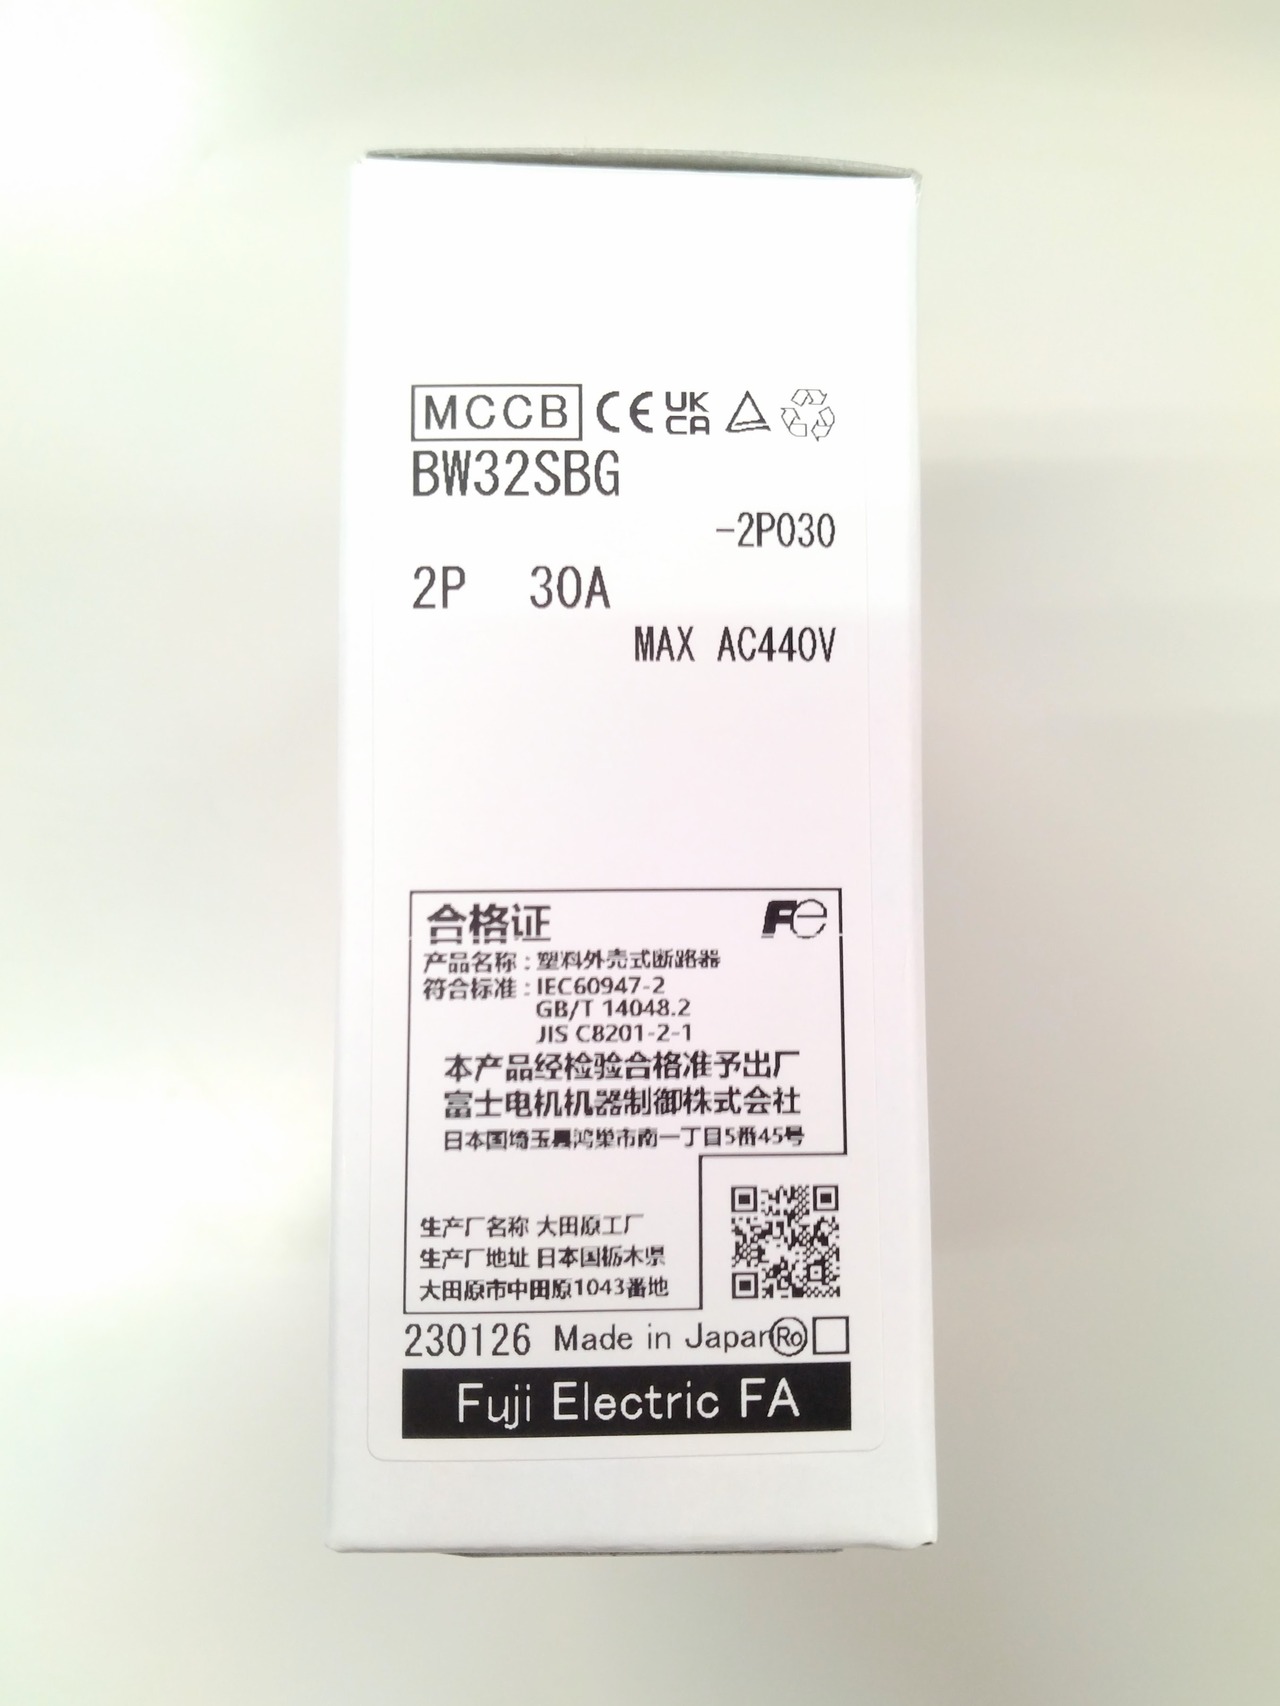 MCCB CE UK CA
BW32SBG
-2P030
2P 30A
MAX AC440V
合格证 Fe
产品名称：塑料外壳式断路器
符合标准：IEC60947-2
GB/T 14048.2
JIS C8201-2-1
本产品经检验合格准予出厂
富士电机机器制御株式会社
日本国埼玉県鸿巣市南一丁目5番45号
生产厂名称 大田原工厂
生产厂地址 日本国栃木県
大田原市中田原1043番地
230126 Made in Japan Ro
Fuji Electric FA